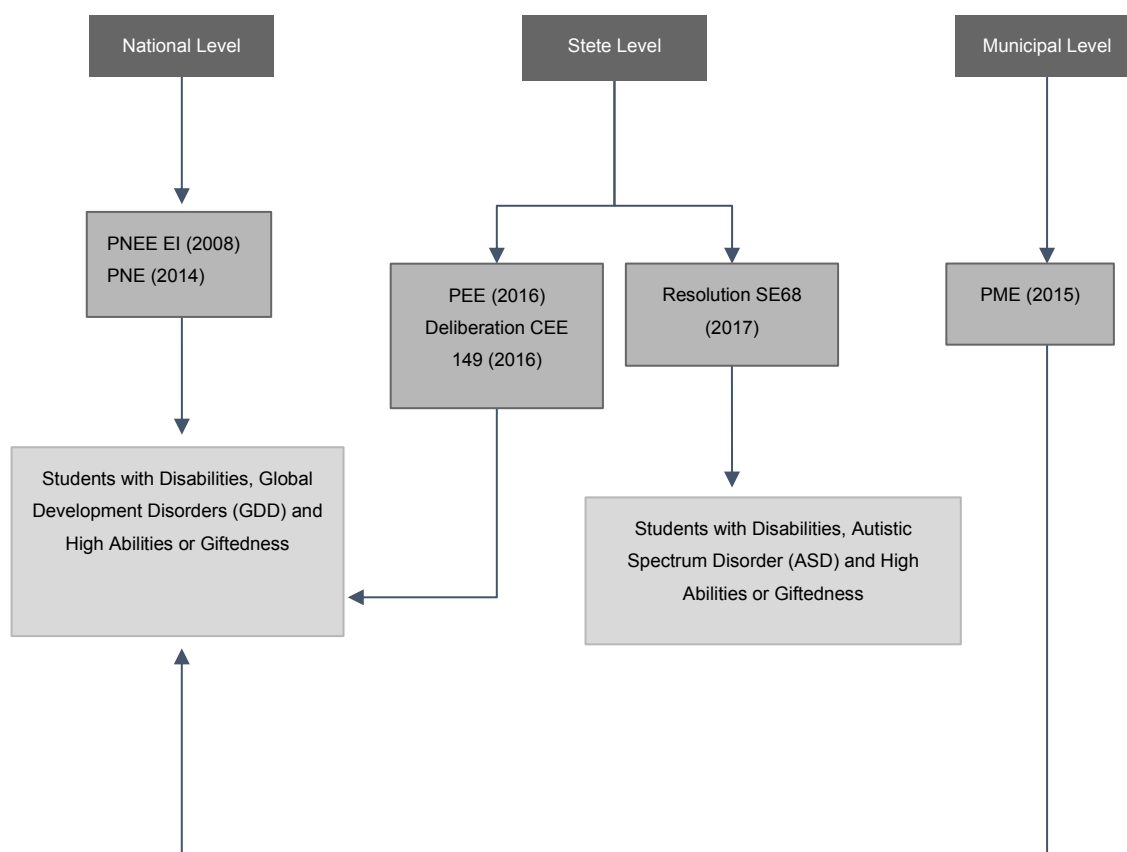 National Level
Stete Level
Municipal Level
PNEE EI (2008)
PNE (2014)
PEE (2016)
Deliberation CEE
149 (2016)
Resolution SE68
(2017)
PME (2015)
Students with Disabilities, Global
Development Disorders (GDD) and
High Abilities or Giftedness
Students with Disabilities, Autistic
Spectrum Disorder (ASD) and High
Abilities or Giftedness